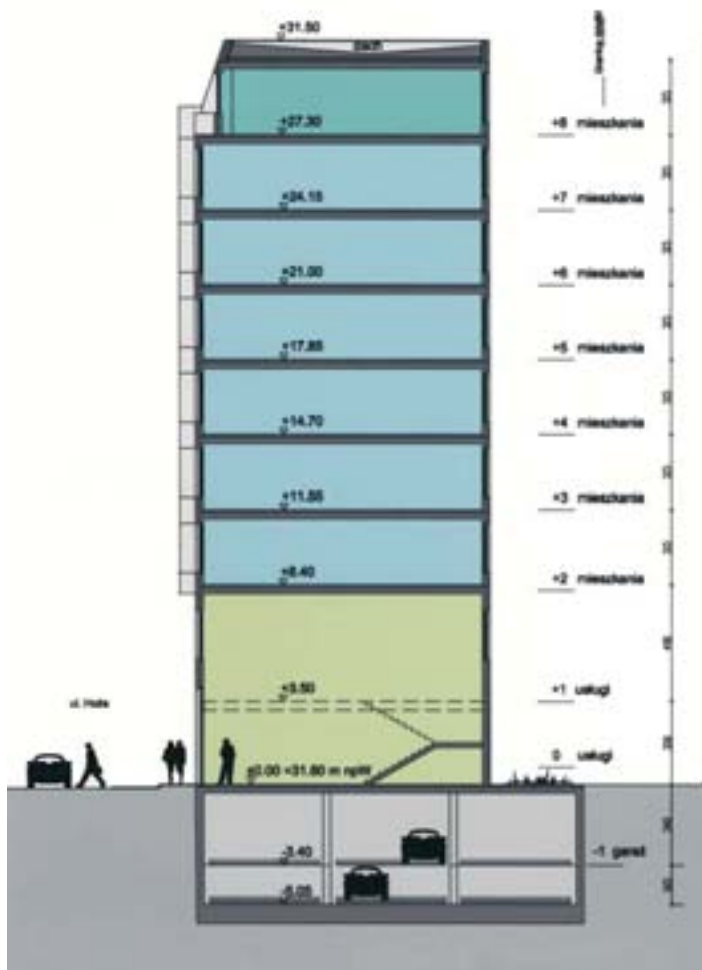 +31.50
dach
+27.30
+8 mieszkania
+24.15
+7 mieszkania
+21.00
+6 mieszkania
+17.85
+5 mieszkania
+14.70
+4 mieszkania
+11.55
+3 mieszkania
+8.40
+2 mieszkania
ul. Hoża
+3.50
+1 usługi
0 usługi
±0.00 =31.80 m npW
-3.40
-1 garaż
-5.05